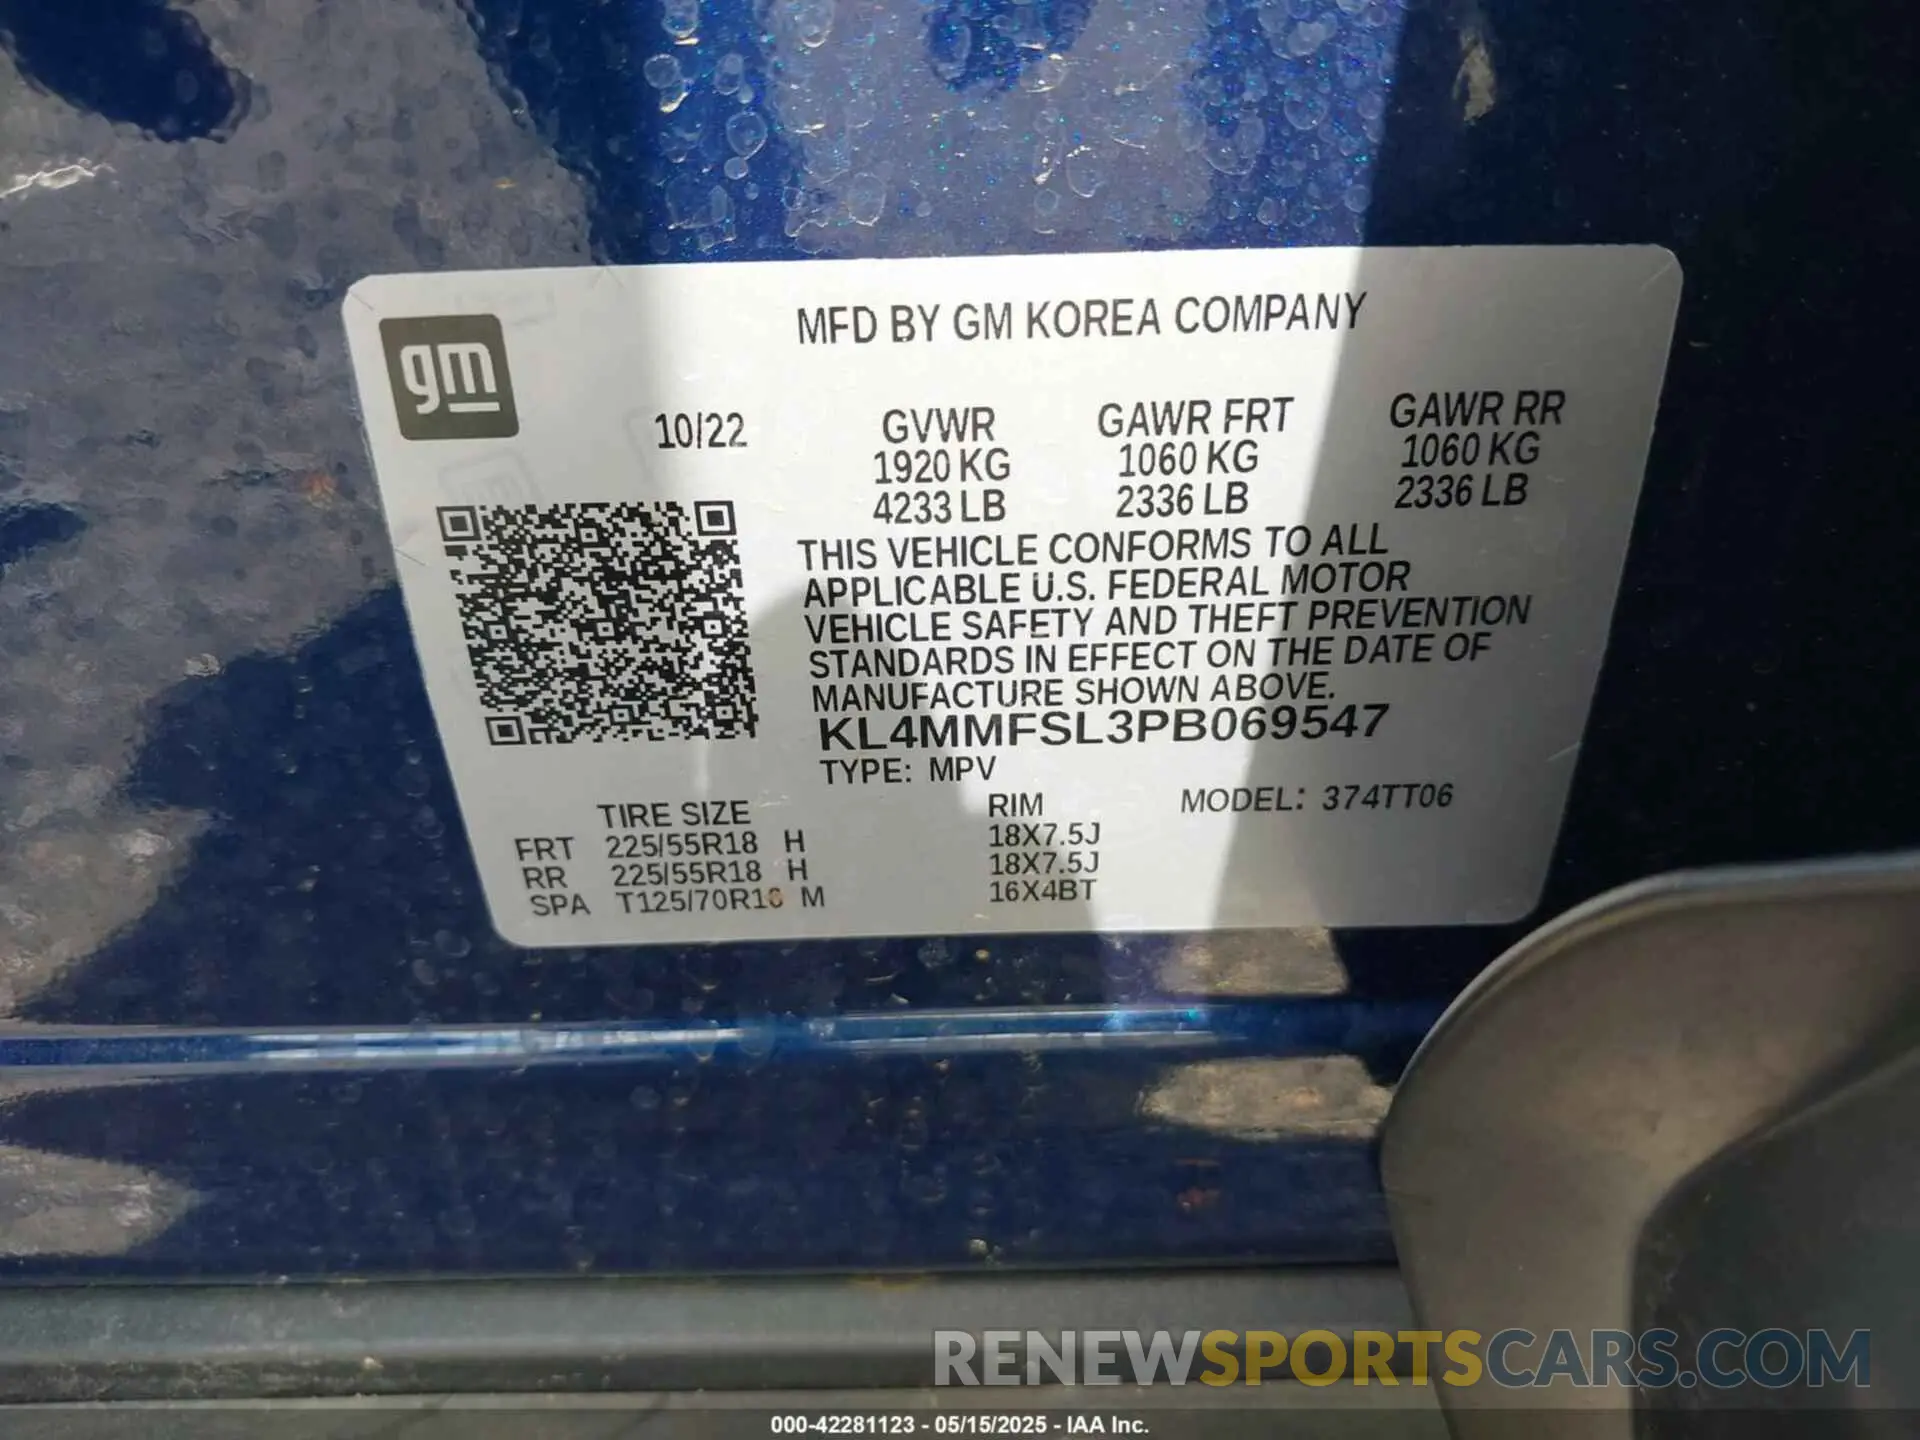 MFD BY GM KOREA COMPANY
gm
10/22
GVWR GAWR FRT GAWR RR
1920 KG 1060 KG 1060 KG
4233 LB 2336 LB 2336 LB
THIS VEHICLE CONFORMS TO ALL
APPLICABLE U.S. FEDERAL MOTOR
VEHICLE SAFETY AND THEFT PREVENTION
STANDARDS IN EFFECT ON THE DATE OF
MANUFACTURE SHOWN ABOVE.
KL4MMFSL3PB069547
TYPE: MPV
TIRE SIZE RIM MODEL: 374TT06
FRT 225/55R18 H 18X7.5J
RR 225/55R18 H 18X7.5J
SPA T125/70R16 M 16X4BT
RENEWSPORTSCARS.COM
000-42281123 - 05/15/2025 - IAA Inc.